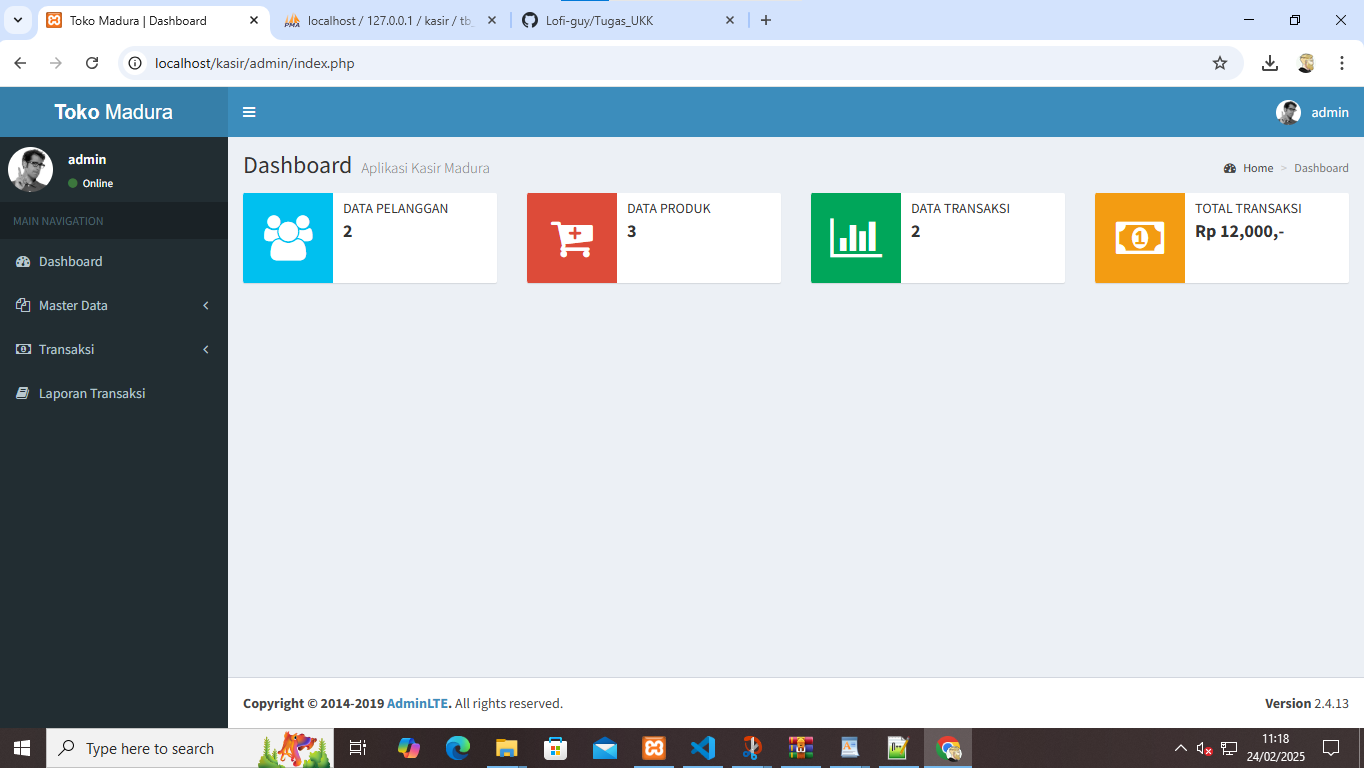 Toko Madura | Dashboard
localhost / 127.0.0.1 / kasir / tb_
Lofi-guy/Tugas_UKK
localhost/kasir/admin/index.php
Toko Madura
admin
admin
Online
MAIN NAVIGATION
Dashboard
Master Data
Transaksi
Laporan Transaksi
Dashboard Aplikasi Kasir Madura
Home > Dashboard
DATA PELANGGAN
2
DATA PRODUK
3
DATA TRANSAKSI
2
TOTAL TRANSAKSI
Rp 12,000,-
Copyright © 2014-2019 AdminLTE. All rights reserved.
Version 2.4.13
Type here to search
11:18
24/02/2025